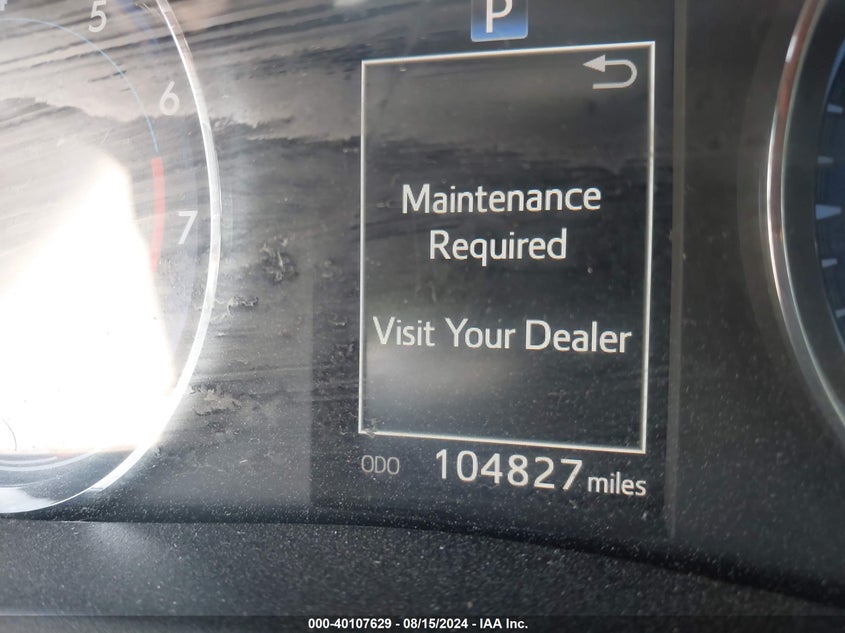 5
P
6
7
Maintenance
Required
Visit Your Dealer
ODO 104827 miles
000-40107629 - 08/15/2024 - IAA Inc.